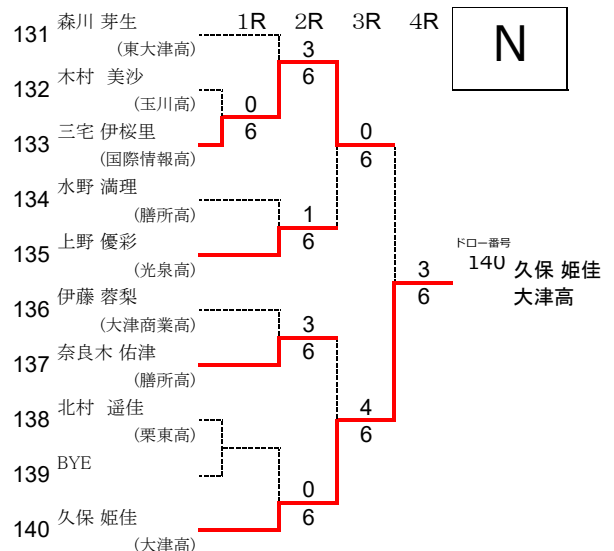 1R 2R 3R 4R
N
131 森川 芽生
(東大津高)
3
6
132 木村 美沙
(玉川高)
0
6
133 三宅 伊桜里
(国際情報高)
0
6
134 水野 満理
(膳所高)
1
6
135 上野 優彩
(光泉高)
ドロー番号
140 久保 姫佳
大津高
3
6
136 伊藤 蓉梨
(大津商業高)
3
6
137 奈良木 佑津
(膳所高)
138 北村 遥佳
(栗東高)
4
6
139 BYE
0
6
140 久保 姫佳
(大津高)